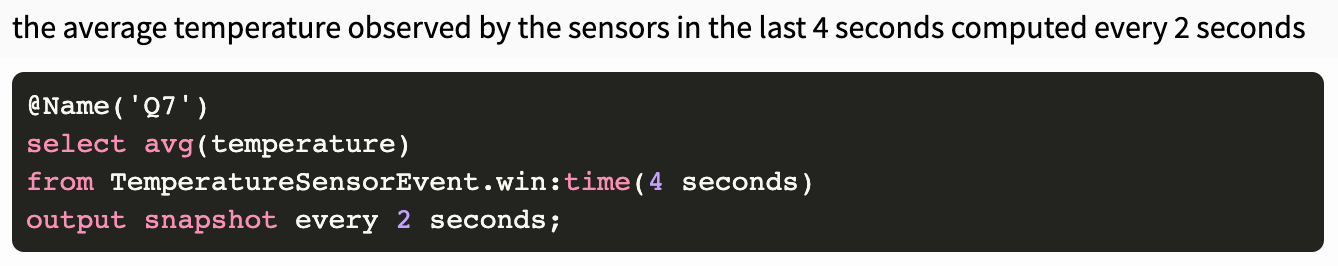 the average temperature observed by the sensors in the last 4 seconds computed every 2 seconds
@Name('Q7')
select avg(temperature)
from TemperatureSensorEvent.win:time(4 seconds)
output snapshot every 2 seconds;